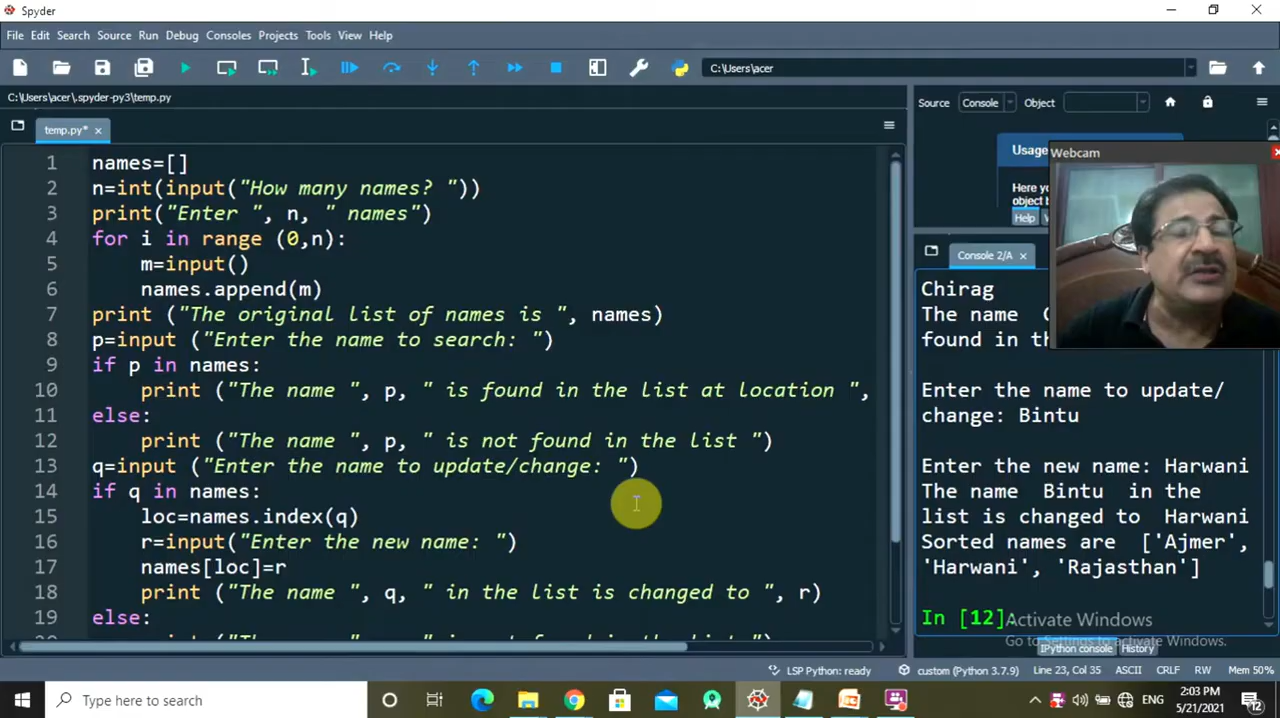 Spyder
File Edit Search Source Run Debug Consoles Projects Tools View Help
C:\Users\acer
C:\Users\acer\.spyder-py3\temp.py
temp.py*
1 names=[]
2 n=int(input("How many names? "))
3 print("Enter ", n, " names")
4 for i in range (0,n):
5 m=input()
6 names.append(m)
7 print ("The original list of names is ", names)
8 p=input ("Enter the name to search: ")
9 if p in names:
10 print ("The name ", p, " is found in the list at location ",
11 else:
12 print ("The name ", p, " is not found in the list ")
13 q=input ("Enter the name to update/change: ")
14 if q in names:
15 loc=names.index(q)
16 r=input("Enter the new name: ")
17 names[loc]=r
18 print ("The name ", q, " in the list is changed to ", r)
19 else:
Source Console Object
Usage
Here yo
object b
Help
Webcam
Console 2/A
Chirag
The name
found in th
Enter the name to update/
change: Bintu
Enter the new name: Harwani
The name Bintu in the
list is changed to Harwani
Sorted names are ['Ajmer',
'Harwani', 'Rajasthan']
In [12]:
Activate Windows
Go to Settings to activate Windows.
IPython console History
LSP Python: ready custom (Python 3.7.9) Line 23, Col 35 ASCII CRLF RW Mem 50%
Type here to search
ENG
2:03 PM
5/21/2021
12